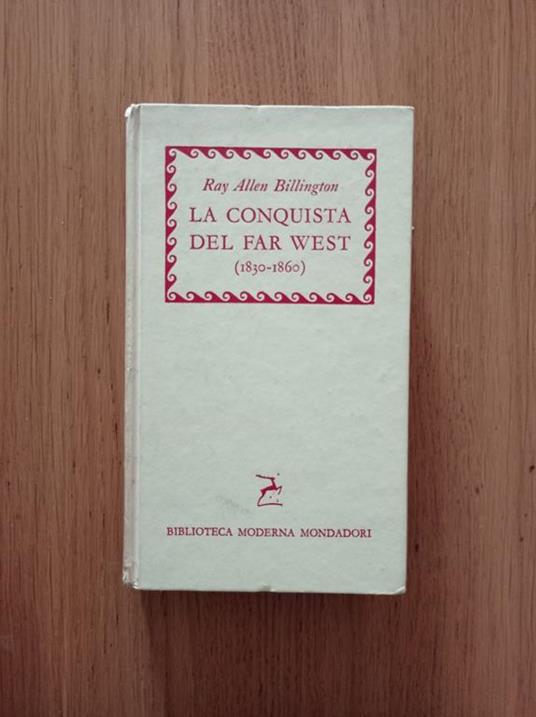 Ray Allen Billington
LA CONQUISTA
DEL FAR WEST
(1830-1860)
BIBLIOTECA MODERNA MONDADORI